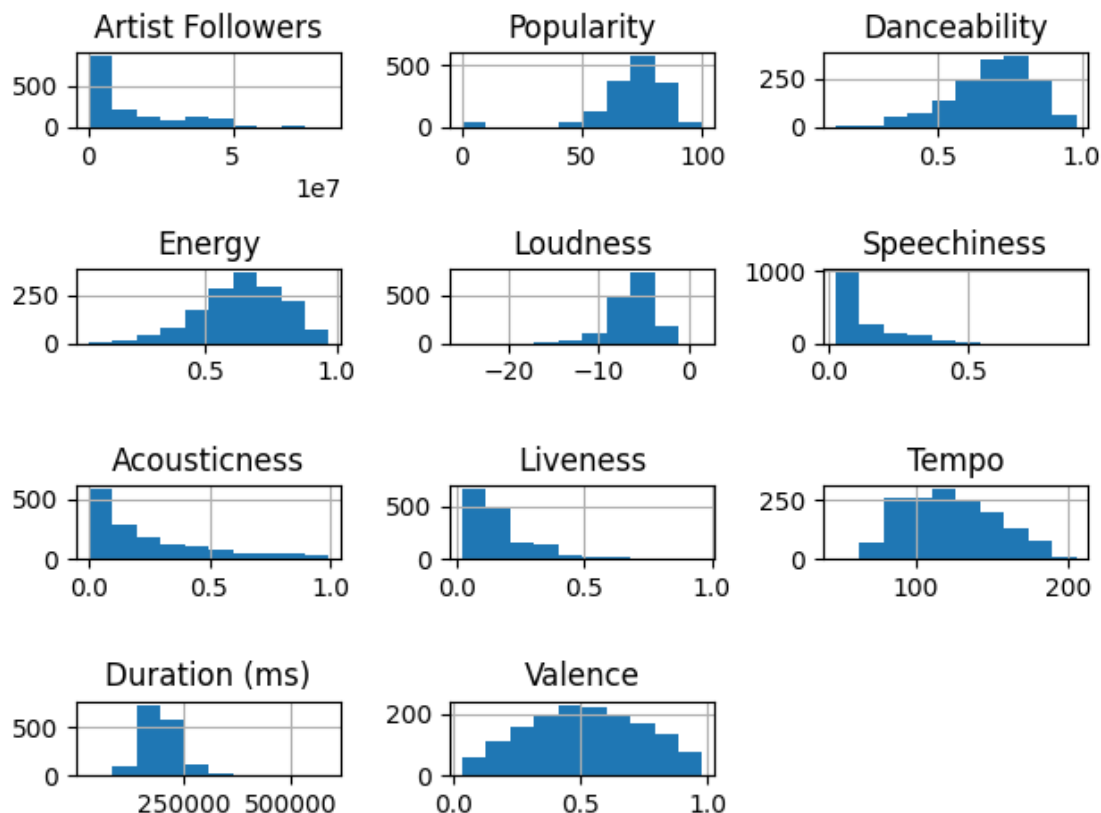 Artist Followers Popularity Danceability
500 500 250
0 0 0
0 5 0 50 100 0.5 1.0
1e7
Energy Loudness Speechiness
250 500 1000
0 0 0
0.5 1.0 −20 −10 0 0.0 0.5
Acousticness Liveness Tempo
500 500 250
0 0 0
0.0 0.5 1.0 0.0 0.5 1.0 100 200
Duration (ms) Valence
500 200
0 0
250000 500000 0.0 0.5 1.0